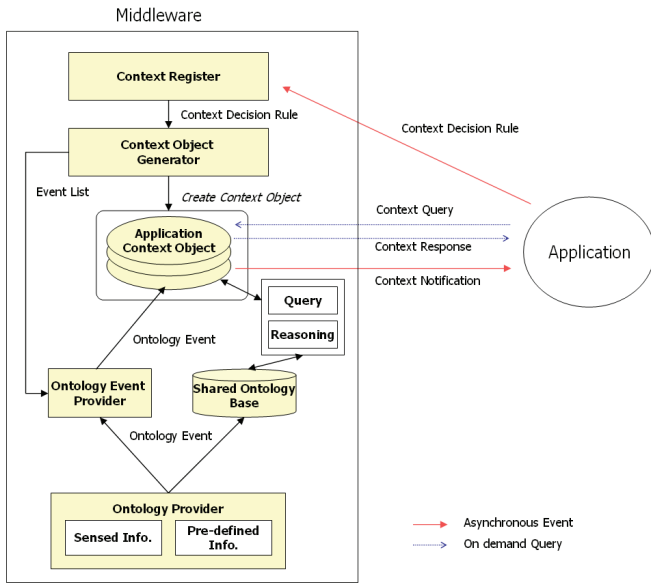 Middleware
Context Register
Context Decision Rule
Context Decision Rule
Context Object
Generator
Event List
Create Context Object
Context Query
Application
Context Object
Context Response
Application
Context Notification
Query
Reasoning
Ontology Event
Ontology Event
Provider
Shared Ontology
Base
Ontology Event
Ontology Provider
Sensed Info.
Pre-defined
Info.
Asynchronous Event
On demand Query